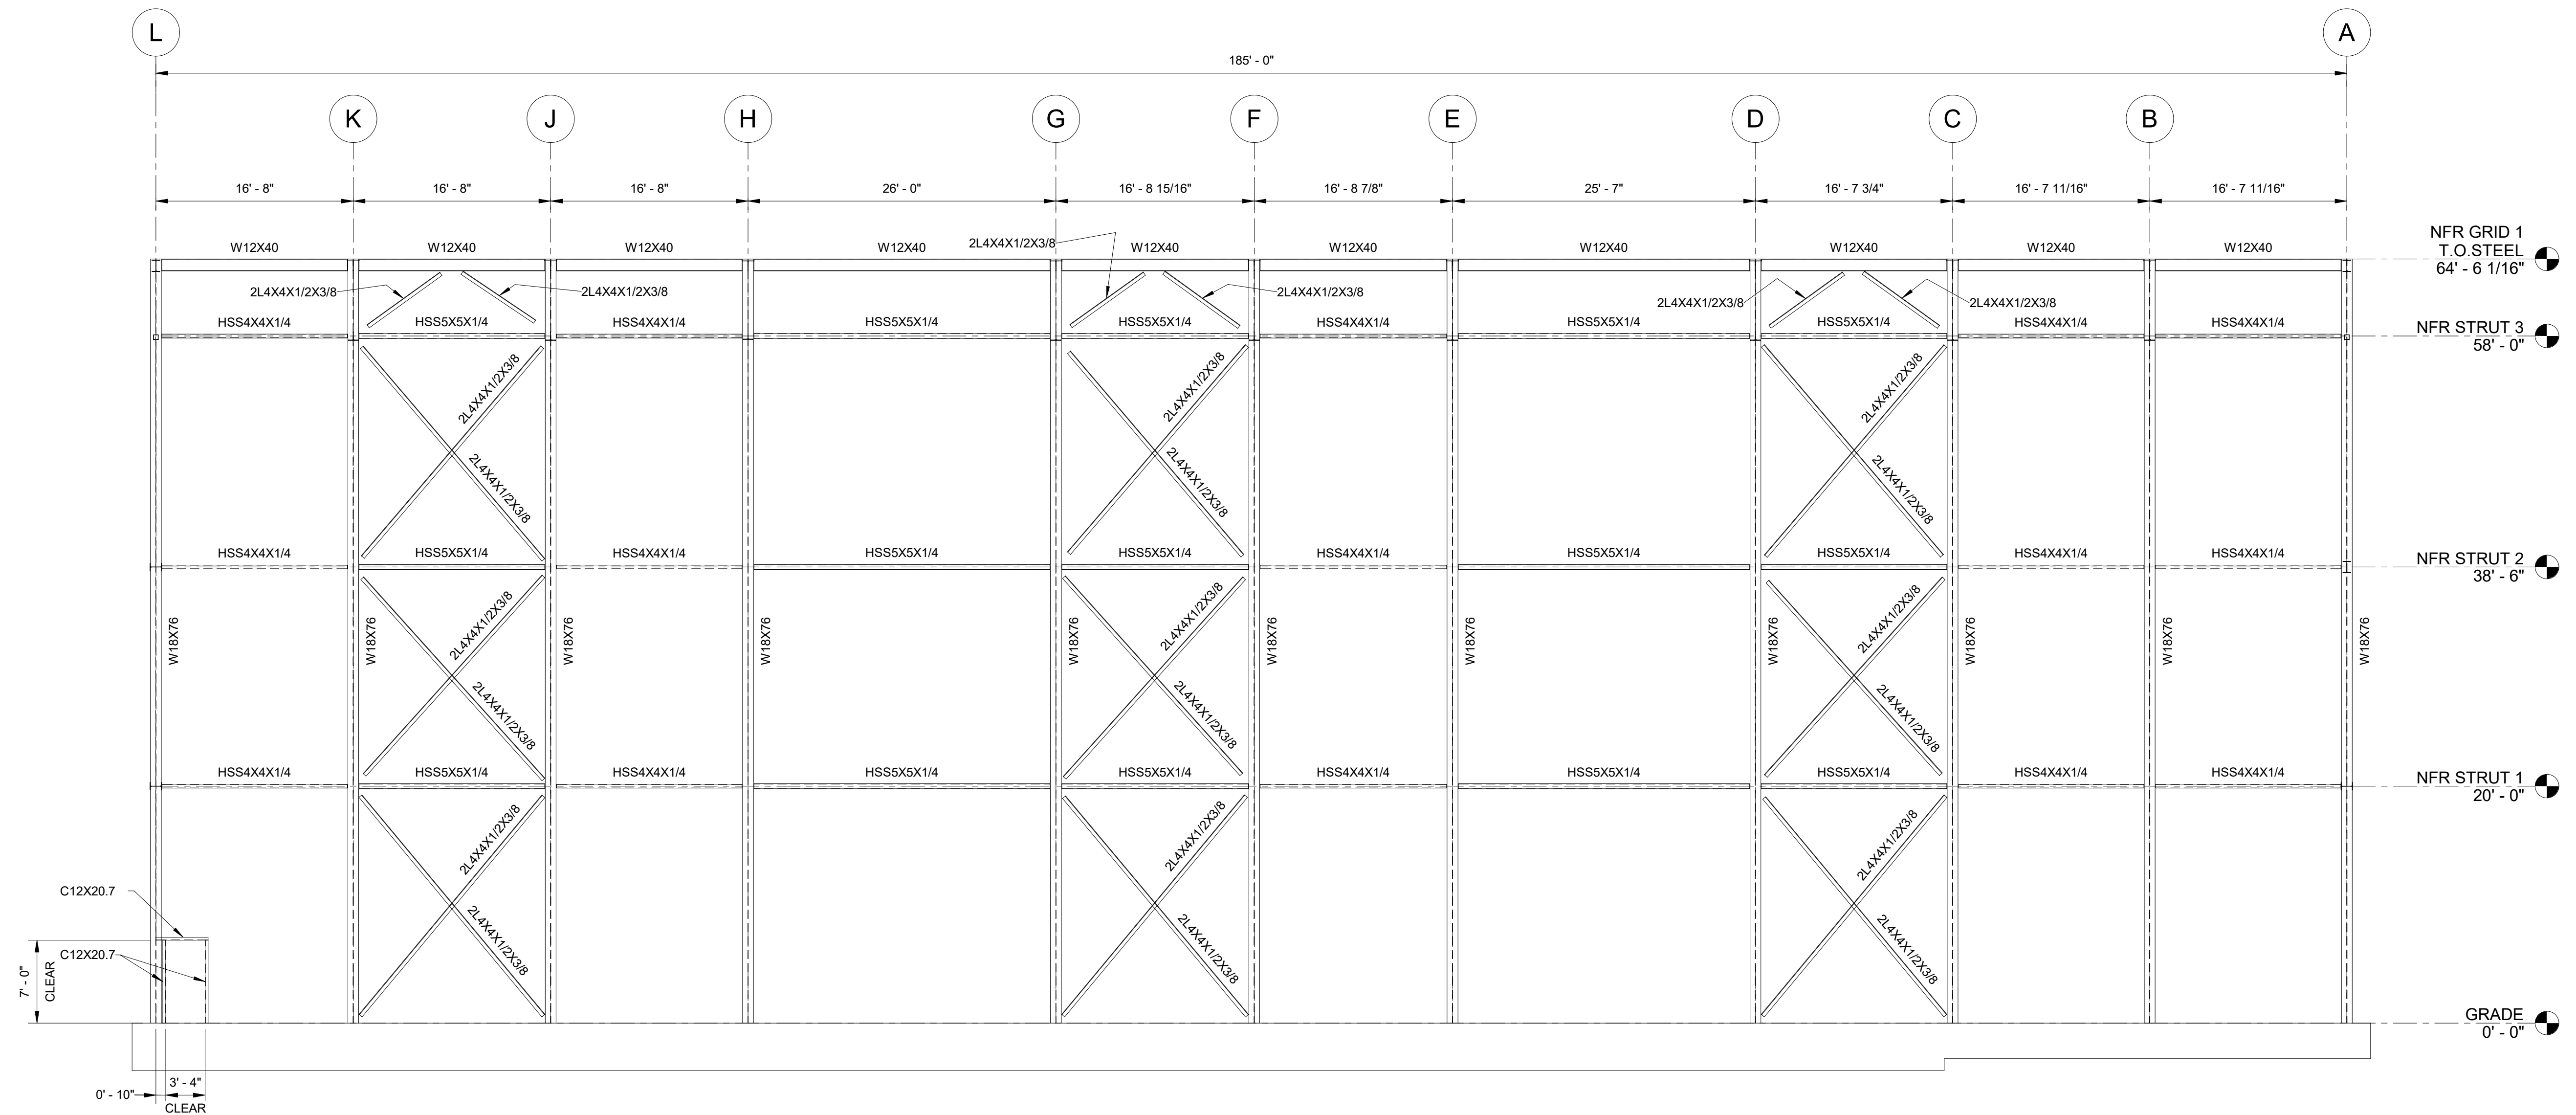 L
A
185' - 0"
K
J
H
G
F
E
D
C
B
16' - 8"
16' - 8"
16' - 8"
26' - 0"
16' - 8 15/16"
16' - 8 7/8"
25' - 7"
16' - 7 3/4"
16' - 7 11/16"
16' - 7 11/16"
W12X40
W12X40
W12X40
W12X40
2L4X4X1/2X3/8
W12X40
W12X40
W12X40
W12X40
W12X40
W12X40
NFR GRID 1
T.O.STEEL
64' - 6 1/16"
2L4X4X1/2X3/8
2L4X4X1/2X3/8
2L4X4X1/2X3/8
2L4X4X1/2X3/8
2L4X4X1/2X3/8
HSS4X4X1/4
HSS5X5X1/4
HSS4X4X1/4
HSS5X5X1/4
HSS5X5X1/4
HSS4X4X1/4
HSS5X5X1/4
HSS5X5X1/4
HSS4X4X1/4
HSS4X4X1/4
NFR STRUT 3
58' - 0"
2L4X4X1/2X3/8
2L4X4X1/2X3/8
2L4X4X1/2X3/8
2L4X4X1/2X3/8
2L4X4X1/2X3/8
2L4X4X1/2X3/8
HSS4X4X1/4
HSS5X5X1/4
HSS4X4X1/4
HSS5X5X1/4
HSS5X5X1/4
HSS4X4X1/4
HSS5X5X1/4
HSS5X5X1/4
HSS4X4X1/4
HSS4X4X1/4
NFR STRUT 2
38' - 6"
W18X76
W18X76
2L4X4X1/2X3/8
2L4X4X1/2X3/8
W18X76
W18X76
W18X76
2L4X4X1/2X3/8
2L4X4X1/2X3/8
W18X76
W18X76
W18X76
2L4X4X1/2X3/8
2L4X4X1/2X3/8
W18X76
W18X76
W18X76
HSS4X4X1/4
HSS5X5X1/4
HSS4X4X1/4
HSS5X5X1/4
HSS5X5X1/4
HSS4X4X1/4
HSS5X5X1/4
HSS5X5X1/4
HSS4X4X1/4
HSS4X4X1/4
NFR STRUT 1
20' - 0"
2L4X4X1/2X3/8
2L4X4X1/2X3/8
2L4X4X1/2X3/8
2L4X4X1/2X3/8
2L4X4X1/2X3/8
2L4X4X1/2X3/8
C12X20.7
C12X20.7
7' - 0"
CLEAR
GRADE
0' - 0"
3' - 4"
0' - 10"
CLEAR